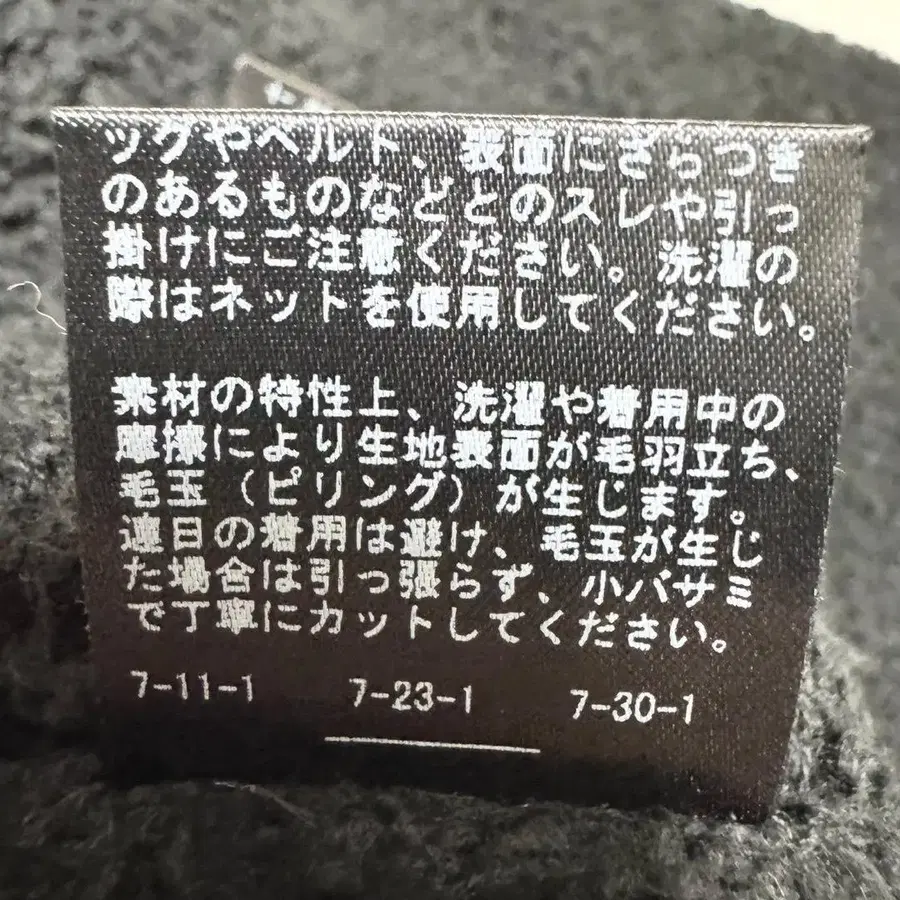 ッグやベルト、表面にざらつき
のあるものなどとのスレや引っ
掛けにご注意ください。洗濯の
際はネットを使用してください。
素材の特性上、洗濯や着用中の
摩擦により生地表面が毛羽立ち、
毛玉（ピリング）が生じます。
連日の着用は避け、毛玉が生じ
た場合は引っ張らず、小バサミ
で丁寧にカットしてください。
7-11-1 7-23-1 7-30-1